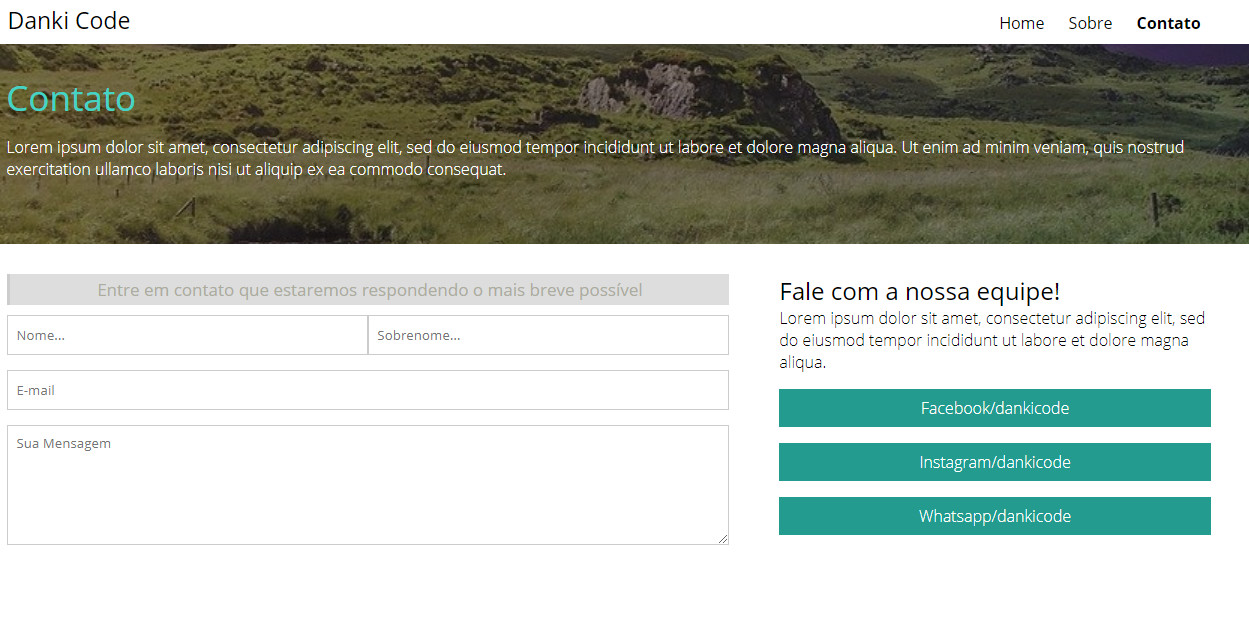 Danki Code
Home Sobre Contato
Contato
Lorem ipsum dolor sit amet, consectetur adipiscing elit, sed do eiusmod tempor incididunt ut labore et dolore magna aliqua. Ut enim ad minim veniam, quis nostrud
exercitation ullamco laboris nisi ut aliquip ex ea commodo consequat.
Entre em contato que estaremos respondendo o mais breve possível
Nome...
Sobrenome...
E-mail
Sua Mensagem
Fale com a nossa equipe!
Lorem ipsum dolor sit amet, consectetur adipiscing elit, sed
do eiusmod tempor incididunt ut labore et dolore magna
aliqua.
Facebook/dankicode
Instagram/dankicode
Whatsapp/dankicode